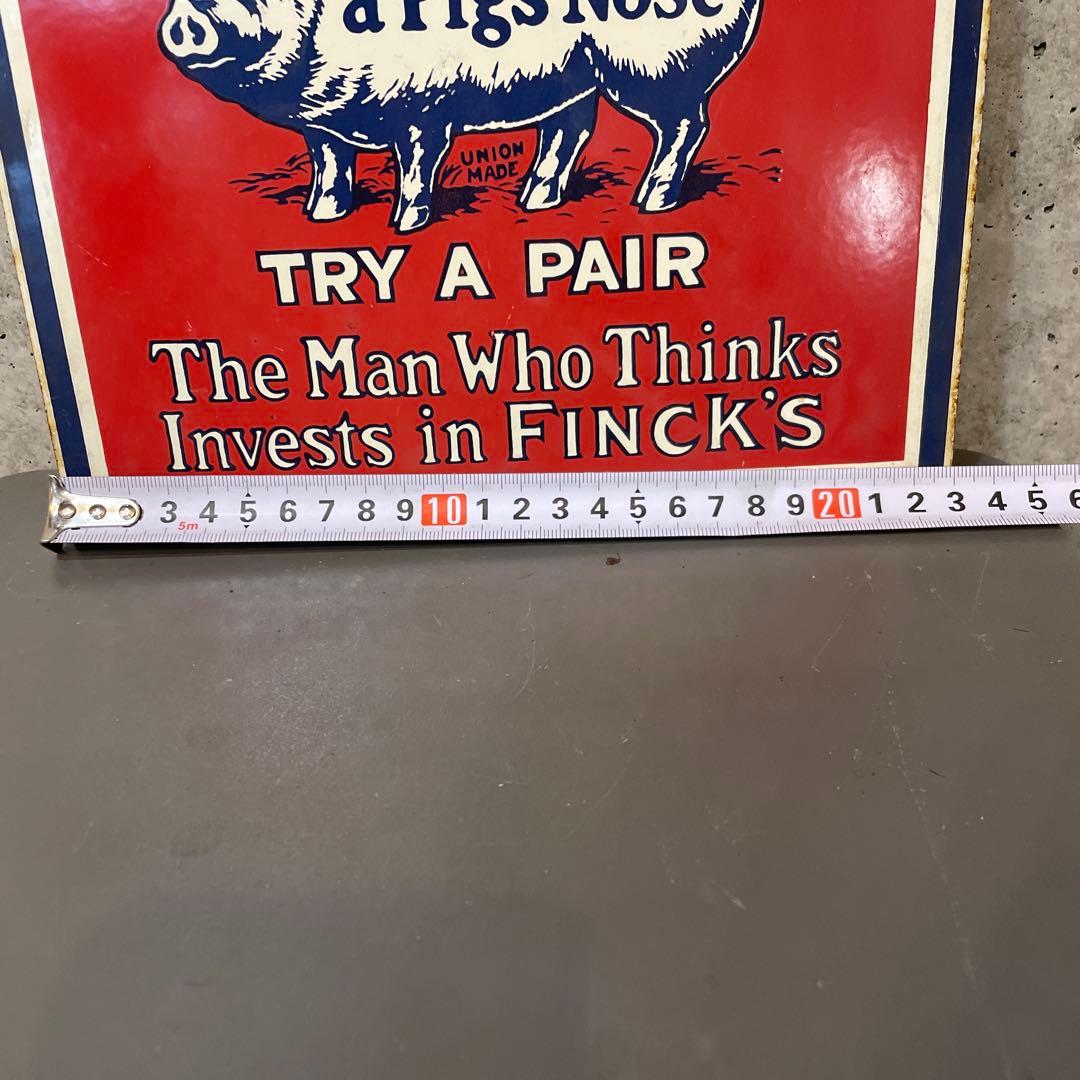 a Pigs Nose
UNION
MADE
TRY A PAIR
The Man Who Thinks
Invests in FINCK'S
3 4 5 6 7 8 9 10 1 2 3 4 5 6 7 8 9 20 1 2 3 4 5 6
5m